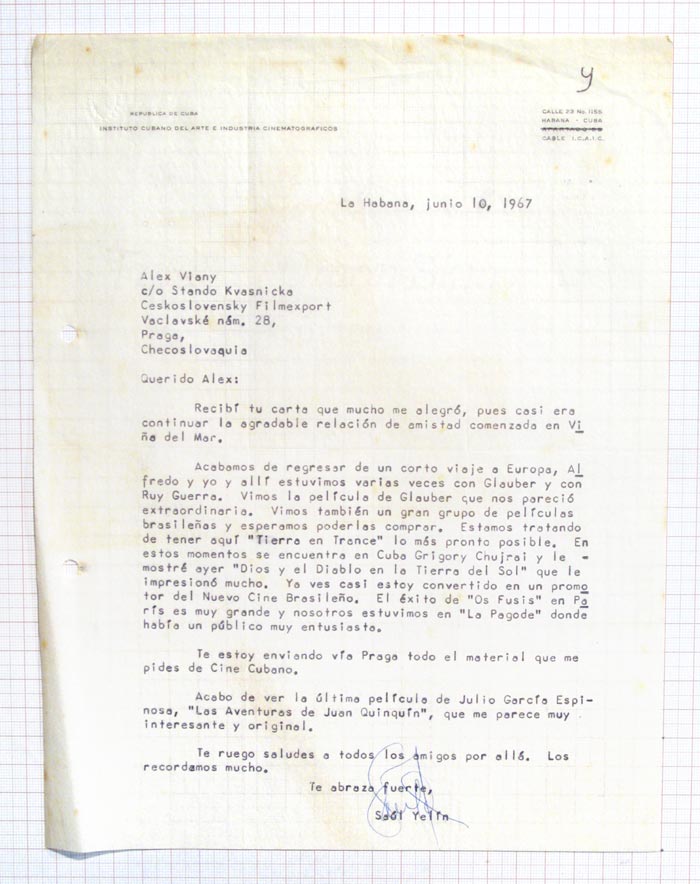 y
REPUBLICA DE CUBA
INSTITUTO CUBANO DEL ARTE E INDUSTRIA CINEMATOGRAFICOS
CALLE 23 No. 1155
HABANA - CUBA
APARTADO 55
CABLE I.C.A.I.C.
La Habana, junio 10, 1967
Alex Viany
c/o Stando Kvasnicka
Ceskoslovensky Filmexport
Vaclavské nám. 28,
Praga,
Checoslovaquia
Querido Alex:
Recibí tu carta que mucho me alegró, pues casi era
continuar la agradable relación de amistad comenzada en Vi
ña del Mar.
Acabamos de regresar de un corto viaje a Europa, Al
fredo y yo y allí estuvimos varias veces con Glauber y con
Ruy Guerra. Vimos la película de Glauber que nos pareció
extraordinaria. Vimos también un gran grupo de películas
brasileñas y esperamos poderlas comprar. Estamos tratando
de tener aquí "Tierra en Trance" lo más pronto posible. En
estos momentos se encuentra en Cuba Grigory Chujrai y le -
mostré ayer "Dios y el Diablo en la Tierra del Sol" que le
impresionó mucho. Ya ves casi estoy convertido en un promo
tor del Nuevo Cine Brasileño. El éxito de "Os Fusis" en Pa
rís es muy grande y nosotros estuvimos en "La Pagode" donde
había un público muy entusiasta.
Te estoy enviando vía Praga todo el material que me
pides de Cine Cubano.
Acabo de ver la última película de Julio García Espi-
nosa, "Las Aventuras de Juan Quinquín", que me parece muy
interesante y original.
Te ruego saludes a todos los amigos por allá. Los
recordamos mucho.
Te abraza fuerte,
Saúl Yelín